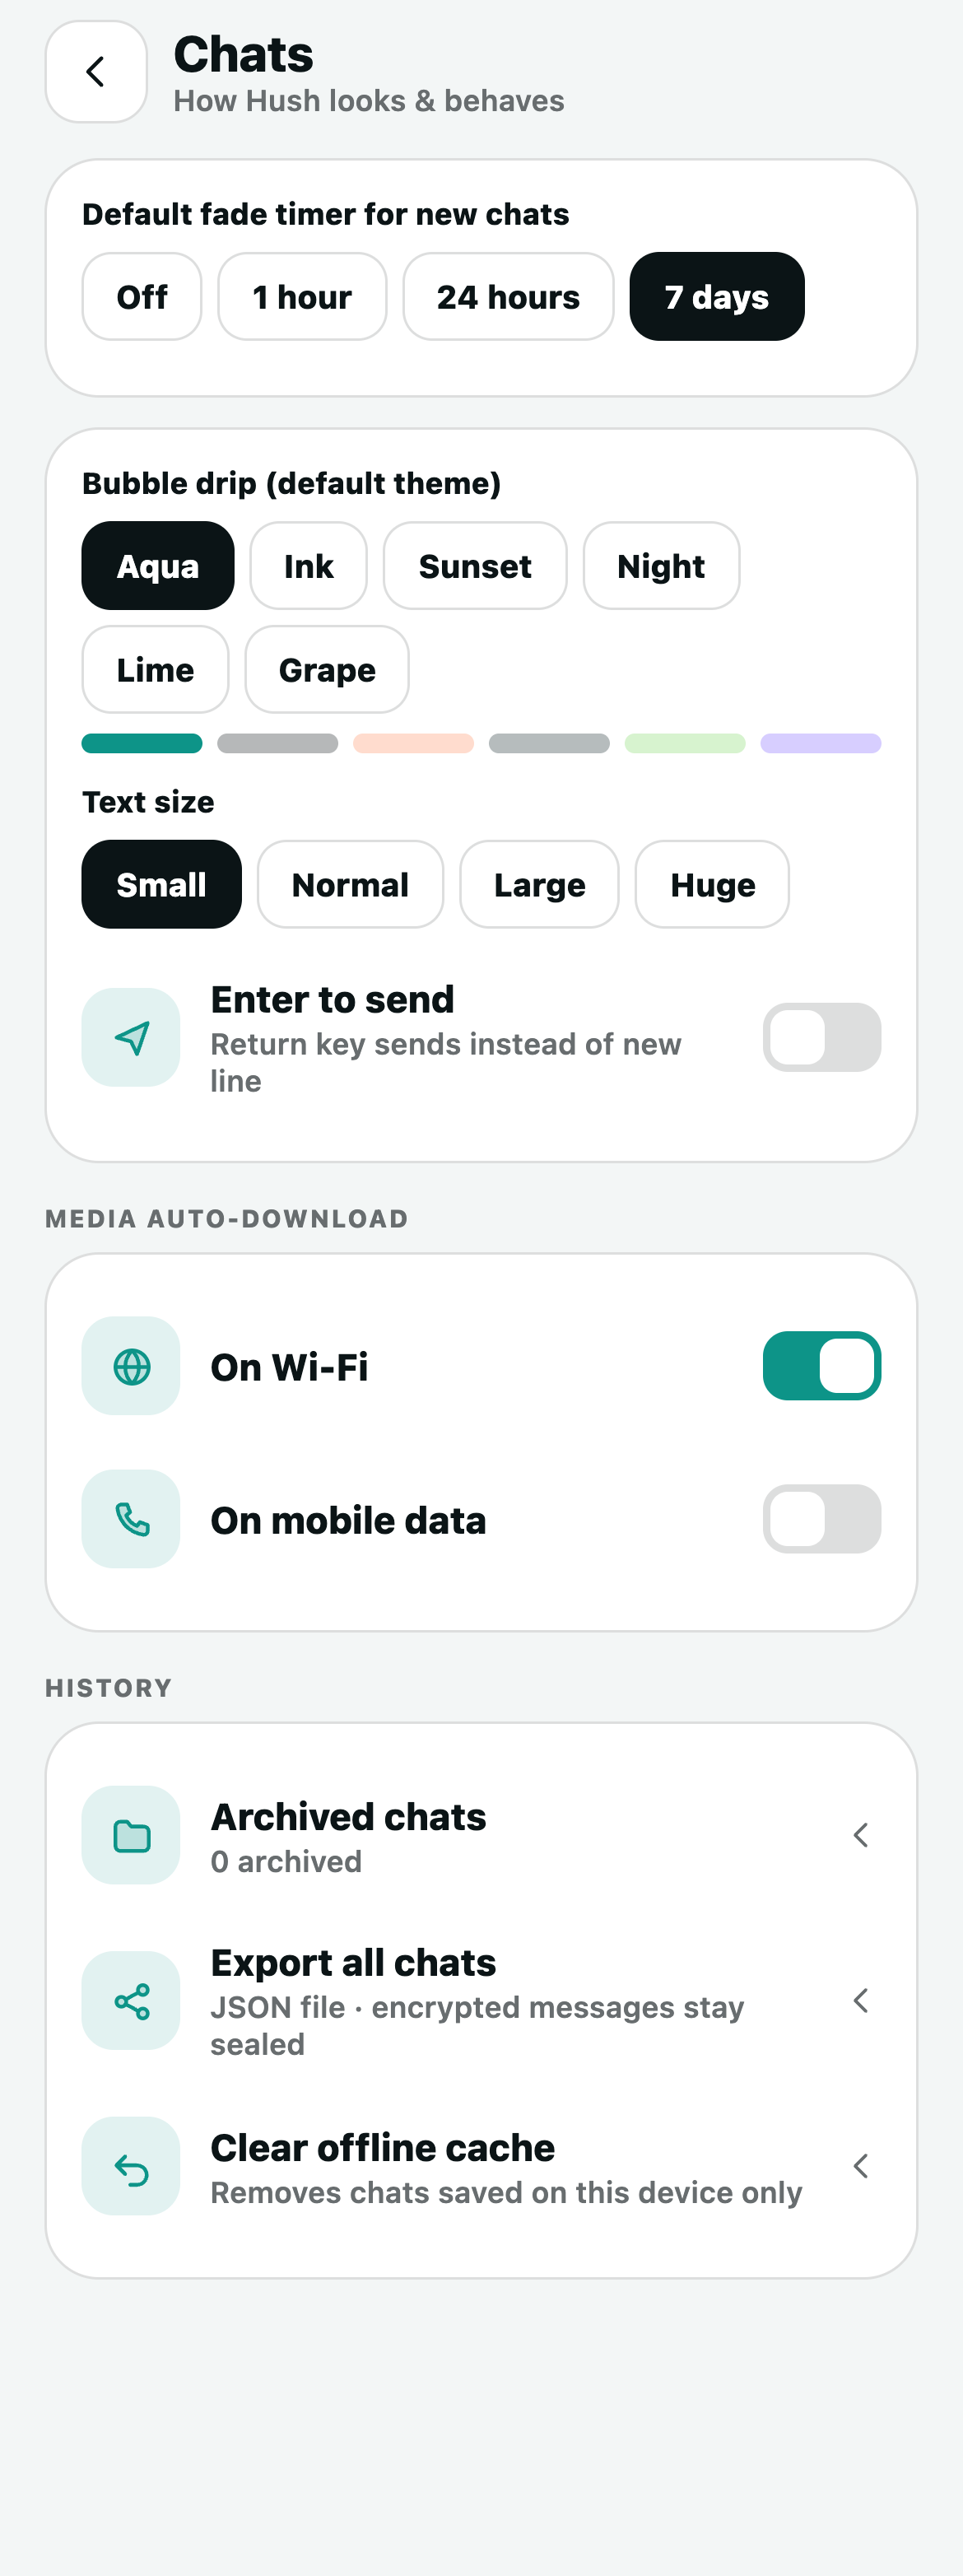 Chats
How Hush looks & behaves
Default fade timer for new chats
Off
1 hour
24 hours
7 days
Bubble drip (default theme)
Aqua
Ink
Sunset
Night
Lime
Grape
Text size
Small
Normal
Large
Huge
Enter to send
Return key sends instead of new
line
MEDIA AUTO-DOWNLOAD
On Wi-Fi
On mobile data
HISTORY
Archived chats
0 archived
Export all chats
JSON file · encrypted messages stay
sealed
Clear offline cache
Removes chats saved on this device only